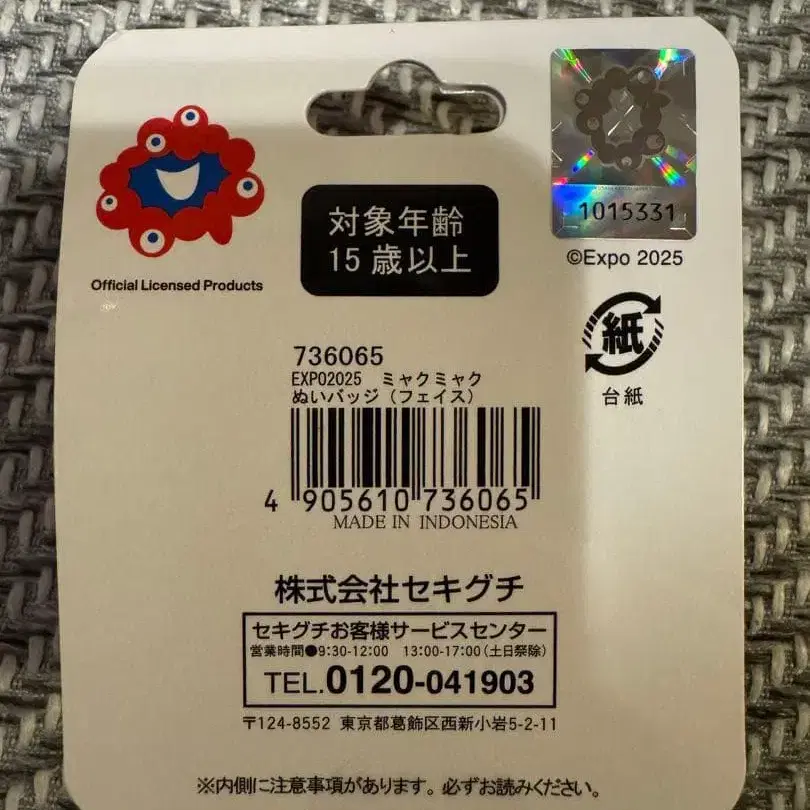 Official Licensed Products
対象年齢
15歳以上
1015331
©Expo 2025
紙
台紙
736065
EXPO2025 ミャクミャク
ぬいバッジ（フェイス）
4 905610 736065
MADE IN INDONESIA
株式会社セキグチ
セキグチお客様サービスセンター
営業時間●9:30-12:00 13:00-17:00(土日祭除)
TEL.0120-041903
〒124-8552 東京都葛飾区西新小岩5-2-11
※内側に注意事項があります。必ずお読みください。